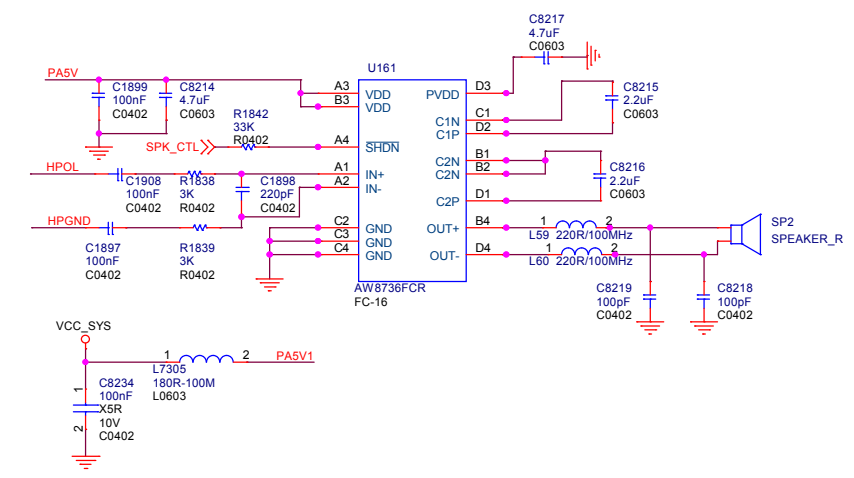 C8217
4.7uF
C0603
U161
PA5V
C1899
100nF
C0402
C8214
4.7uF
C0603
A3
B3
VDD
VDD
PVDD
D3
C8215
2.2uF
C0603
C1N
C1P
C1
D2
R1842
33K
R0402
SPK_CTL
A4
SHDN
HPOL
C1908
100nF
C0402
R1838
3K
R0402
C1898
220pF
C0402
A1
A2
IN+
IN-
C2N
C2N
B1
B2
C8216
2.2uF
C0603
C2P
D1
HPGND
C1897
100nF
C0402
R1839
3K
R0402
C2
C3
C4
GND
GND
GND
OUT+
B4
1
2
L59 220R/100MHz
OUT-
D4
1
2
L60 220R/100MHz
SP2
SPEAKER_R
AW8736FCR
FC-16
C8219
100pF
C0402
C8218
100pF
C0402
VCC_SYS
1
2
PA5V1
L7305
180R-100M
L0603
1
2
C8234
100nF
X5R
10V
C0402